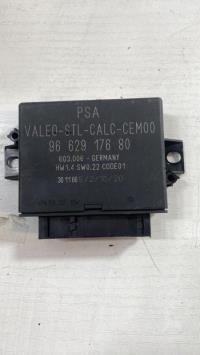 PSA
VALEO-STL-CALC-CEM00
96 629 176 80
603.006 - GERMANY
HW1.4 SW0.22 CODE01